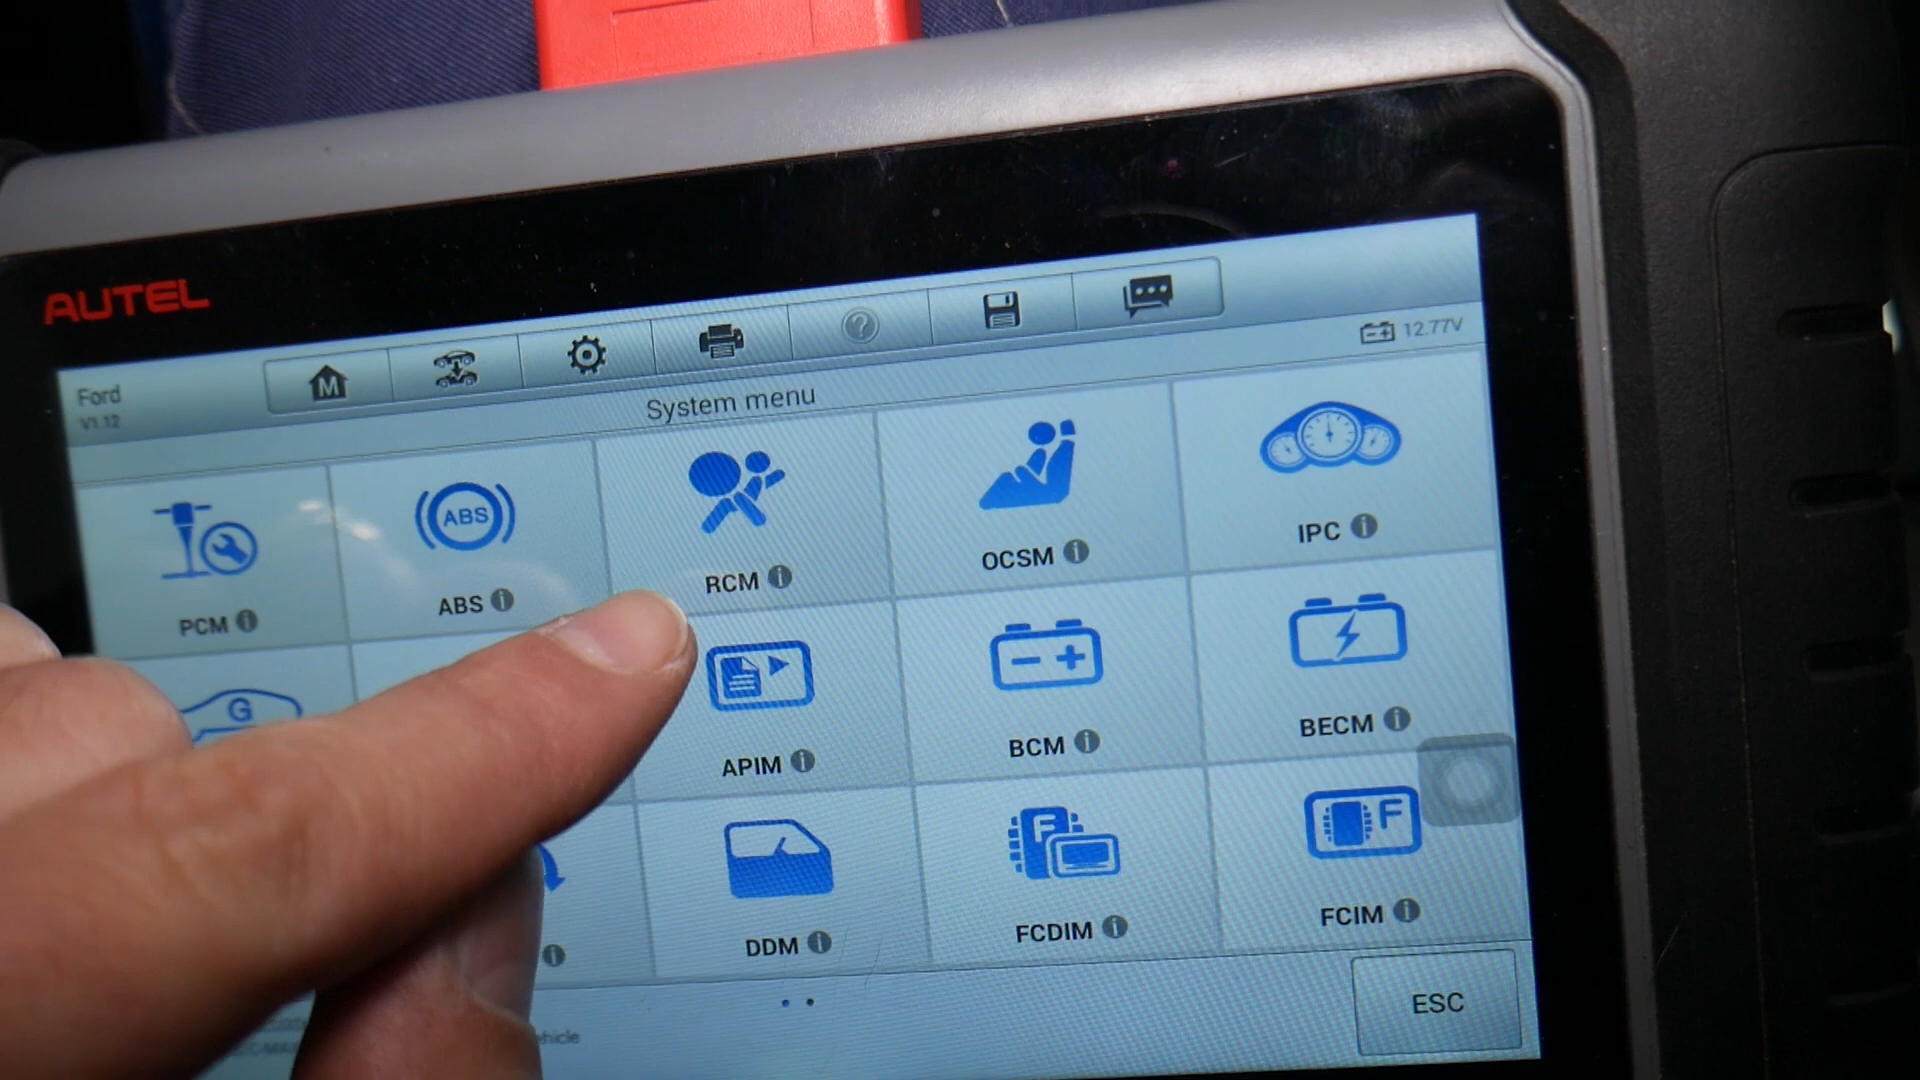 AUTEL
Ford
V1.12
M
12.77V
System menu
ABS
PCM
ABS
RCM
OCSM
IPC
G
APIM
BCM
BECM
F
F
DDM
FCDIM
FCIM
ESC